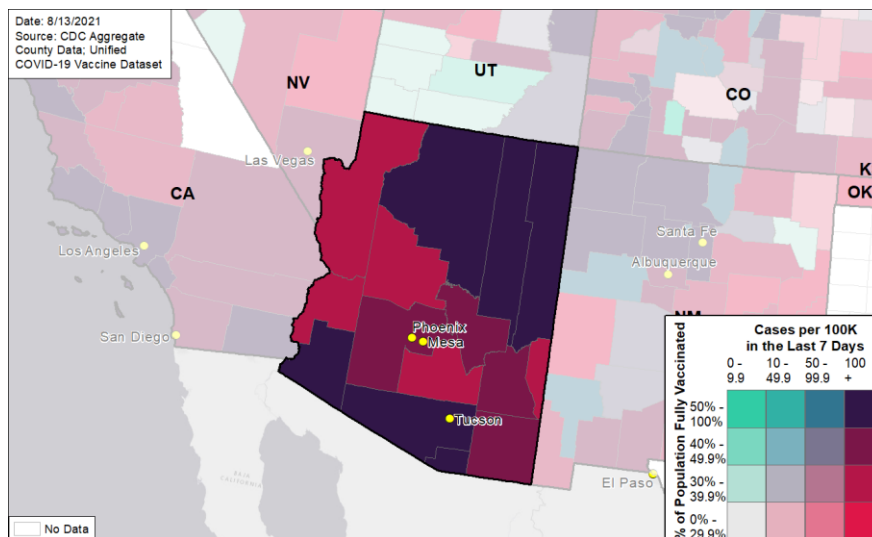 Date: 8/13/2021
Source: CDC Aggregate
County Data; Unified
COVID-19 Vaccine Dataset
UT
NV
CO
Las Vegas
K
CA
OK
Santa Fe
Los Angeles
Albuquerque
NM
San Diego
Phoenix
Mesa
Tucson
El Paso
BAJA
CALIFORNIA
Cases per 100K
in the Last 7 Days
0 -
9.9
10 -
49.9
50 -
99.9
100
+
% of Population Fully Vaccinated
50% -
100%
40% -
49.9%
30% -
39.9%
0% -
29.9%
No Data